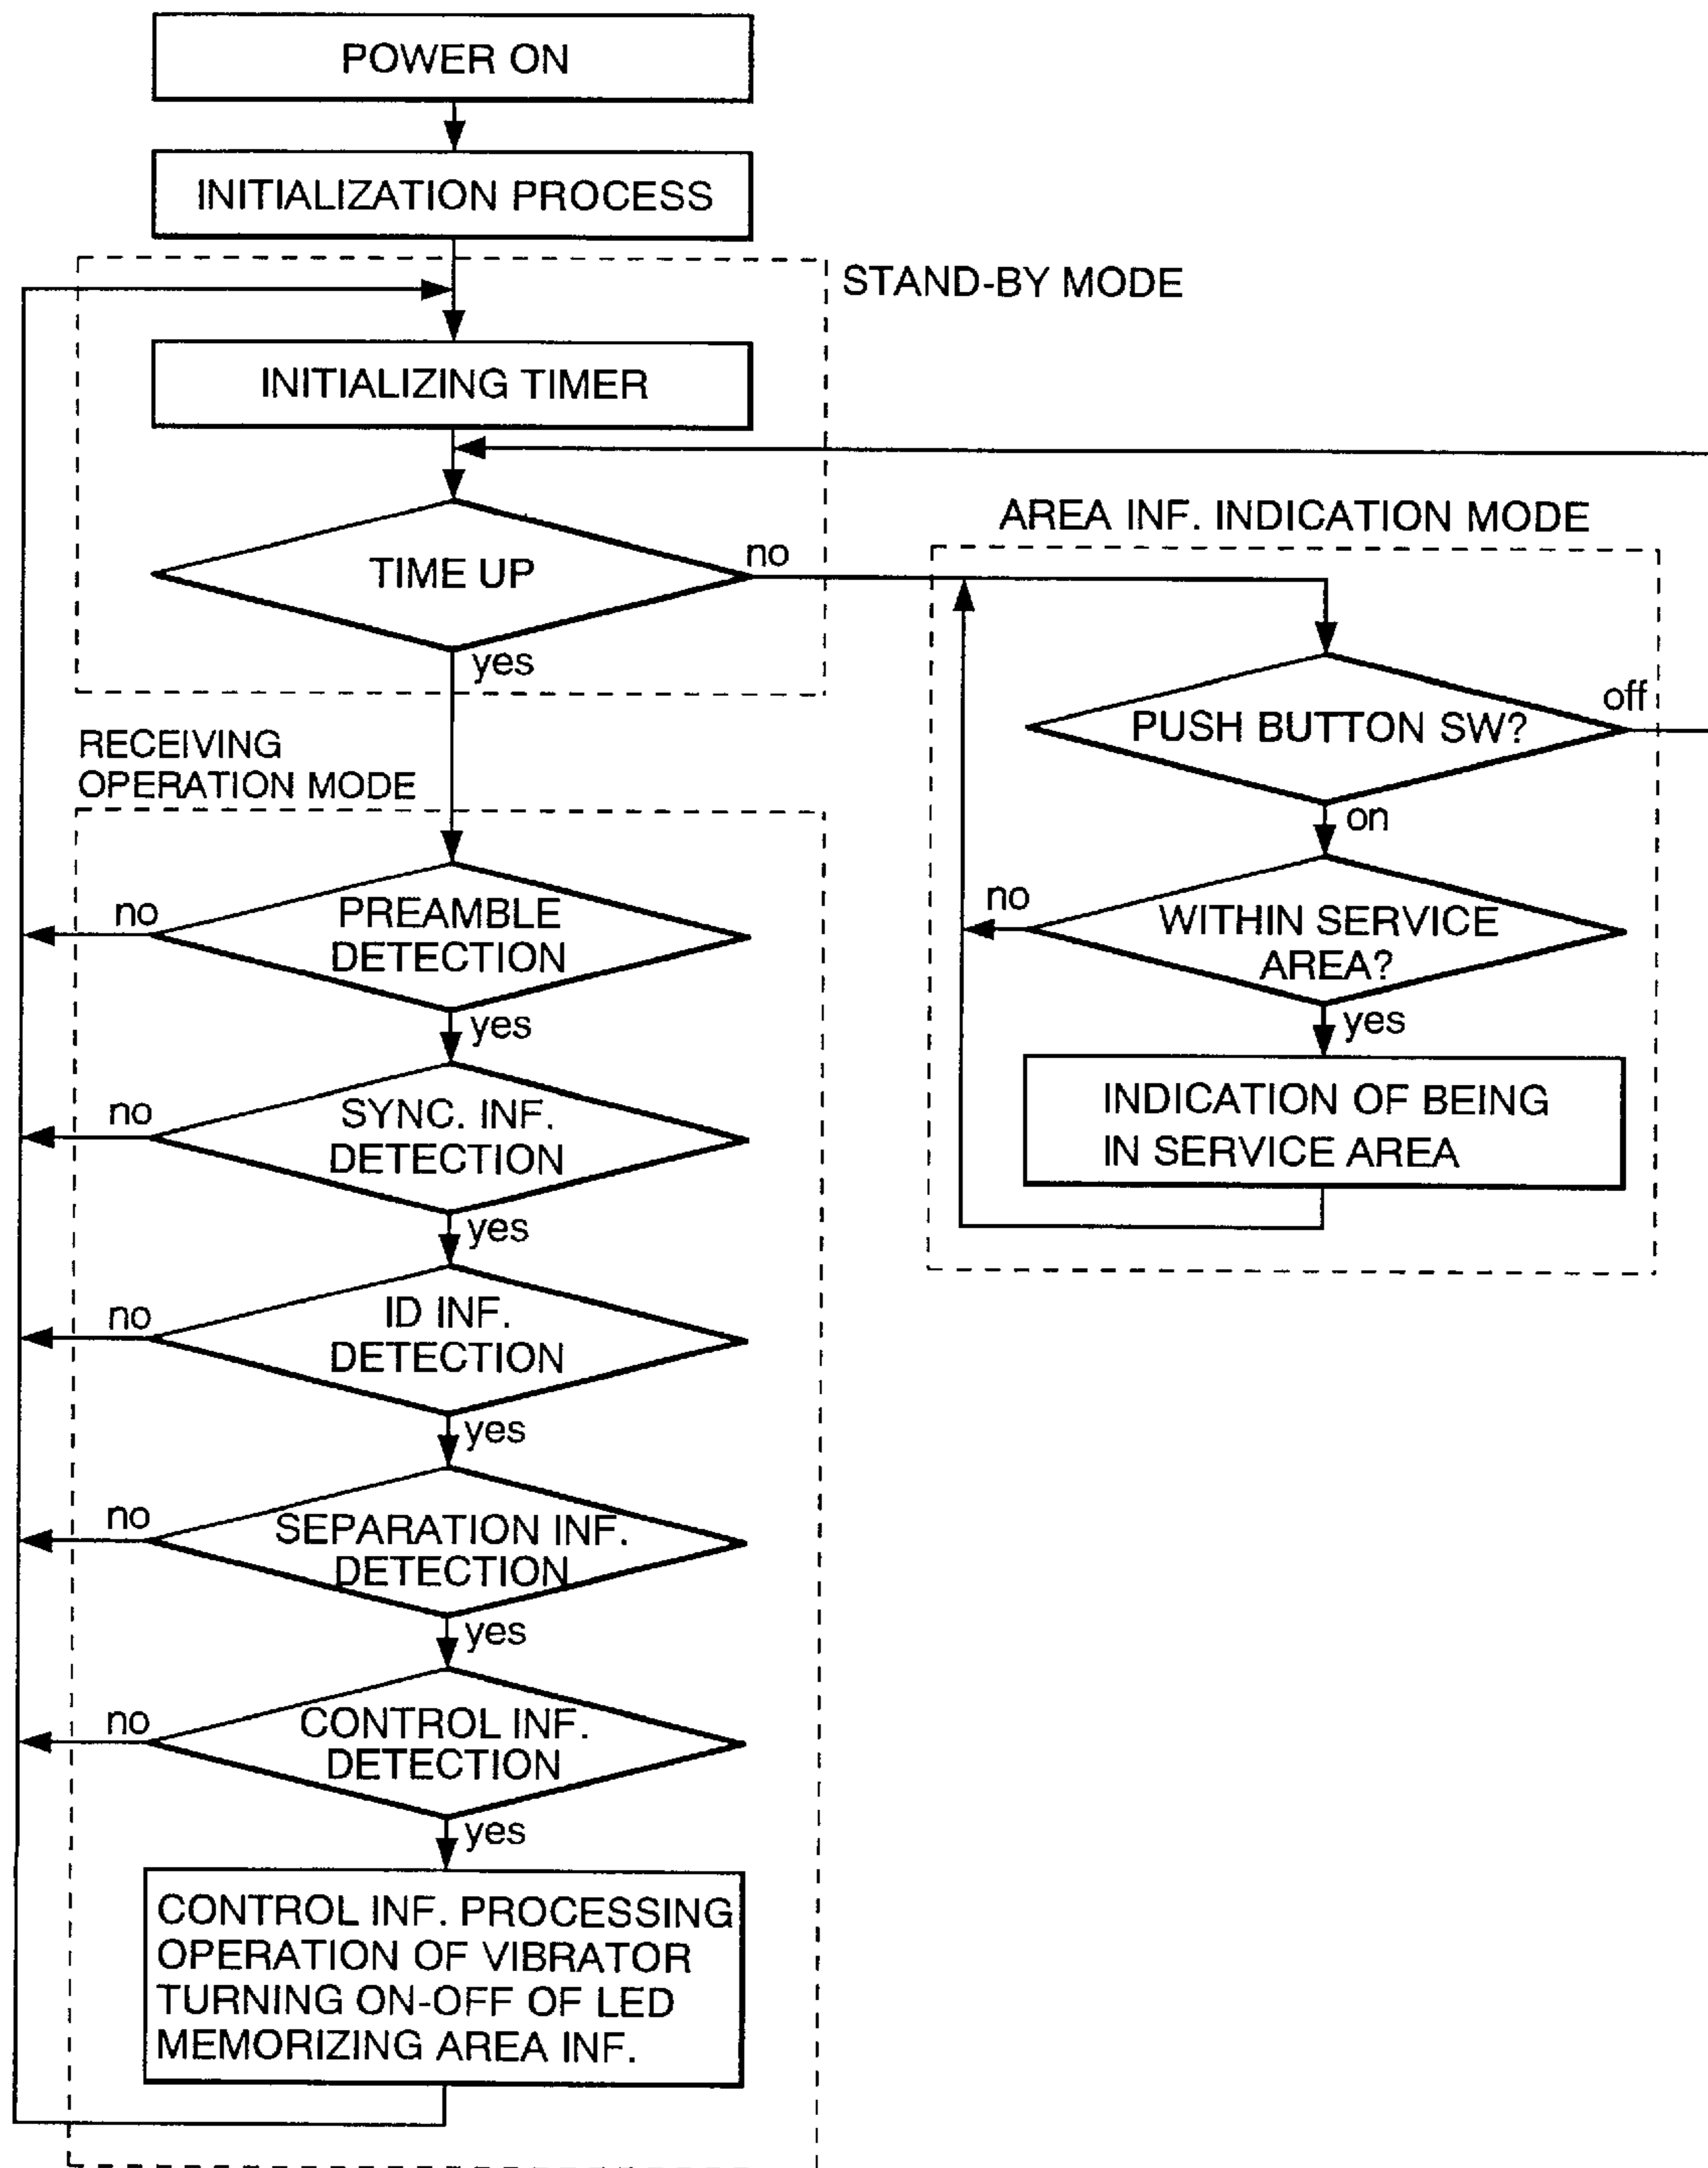 POWER ON
INITIALIZATION PROCESS
STAND-BY MODE
INITIALIZING TIMER
TIME UP
no
yes
AREA INF. INDICATION MODE
PUSH BUTTON SW?
off
on
WITHIN SERVICE
AREA?
no
yes
INDICATION OF BEING
IN SERVICE AREA
RECEIVING
OPERATION MODE
PREAMBLE
DETECTION
no
yes
SYNC. INF.
DETECTION
no
yes
ID INF.
DETECTION
no
yes
SEPARATION INF.
DETECTION
no
yes
CONTROL INF.
DETECTION
no
yes
CONTROL INF. PROCESSING
OPERATION OF VIBRATOR
TURNING ON-OFF OF LED
MEMORIZING AREA INF.